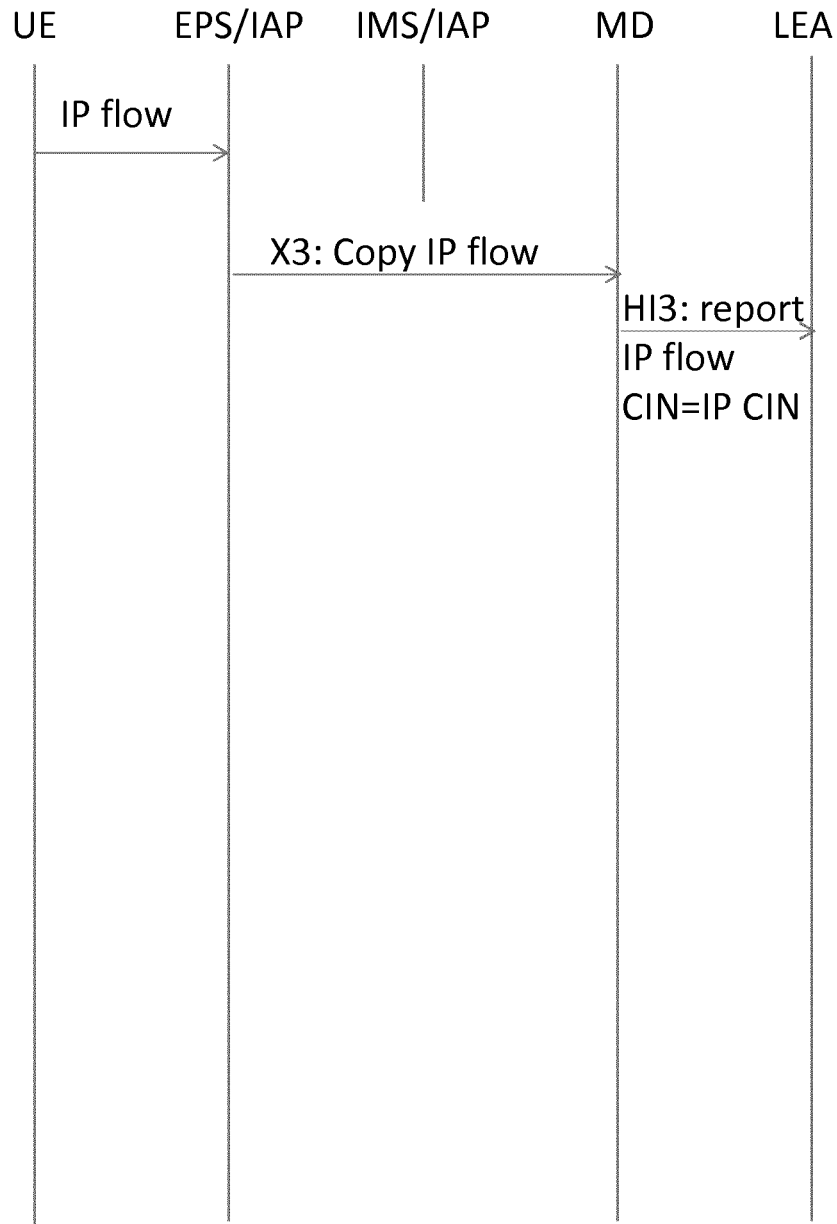 UE EPS/IAP IMS/IAP MD LEA
IP flow
X3: Copy IP flow
HI3: report
IP flow
CIN=IP CIN